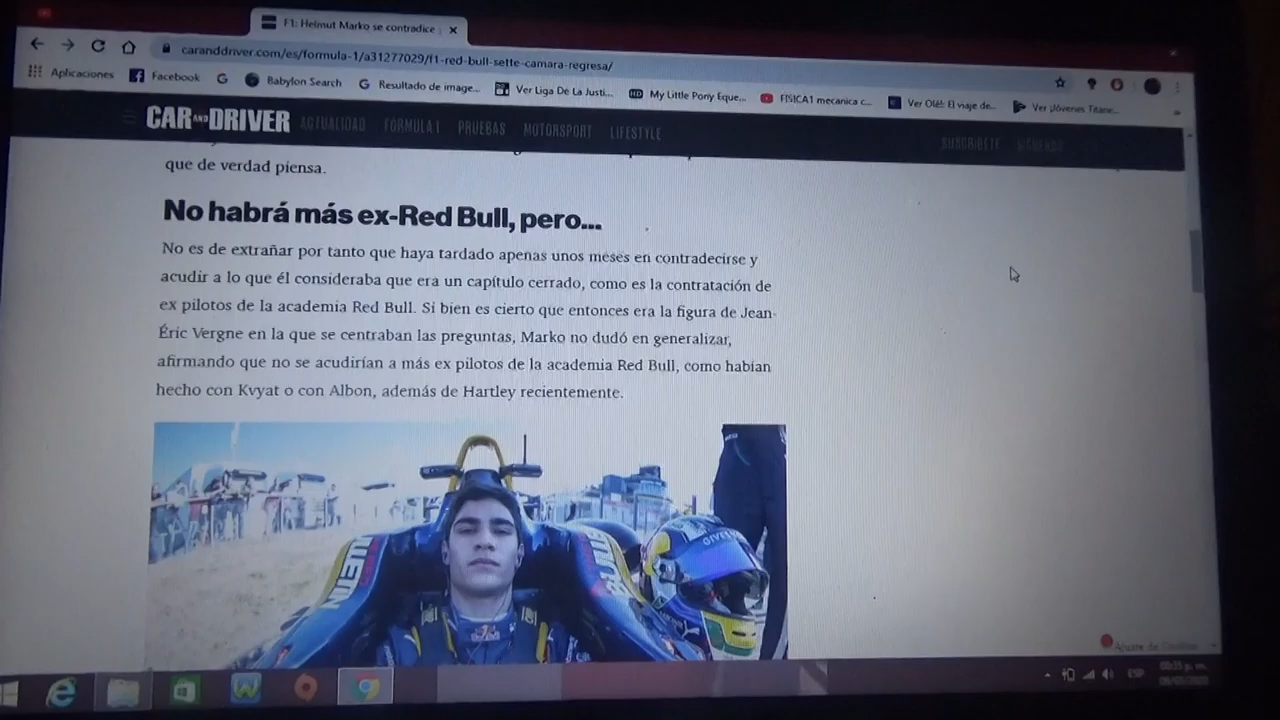 F1: Helmut Marko se contradice
caranddriver.com/es/formula-1/a31277029/f1-red-bull-sette-camara-regresa/
Aplicaciones Facebook Babylon Search Resultado de image... Ver Liga De La Justi... My Little Pony Eque... FISICA1 mecanica c... Ver Olé!: El viaje de... Ver ¡Jóvenes Titane...
CAR AND DRIVER ACTUALIDAD FÓRMULA 1 PRUEBAS MOTORSPORT LIFESTYLE SUSCRÍBETE SÍGUENOS
que de verdad piensa.
No habrá más ex-Red Bull, pero...
No es de extrañar por tanto que haya tardado apenas unos meses en contradecirse y
acudir a lo que él consideraba que era un capítulo cerrado, como es la contratación de
ex pilotos de la academia Red Bull. Si bien es cierto que entonces era la figura de Jean-
Éric Vergne en la que se centraban las preguntas, Marko no dudó en generalizar,
afirmando que no se acudirían a más ex pilotos de la academia Red Bull, como habían
hecho con Kvyat o con Albon, además de Hartley recientemente.
ESP